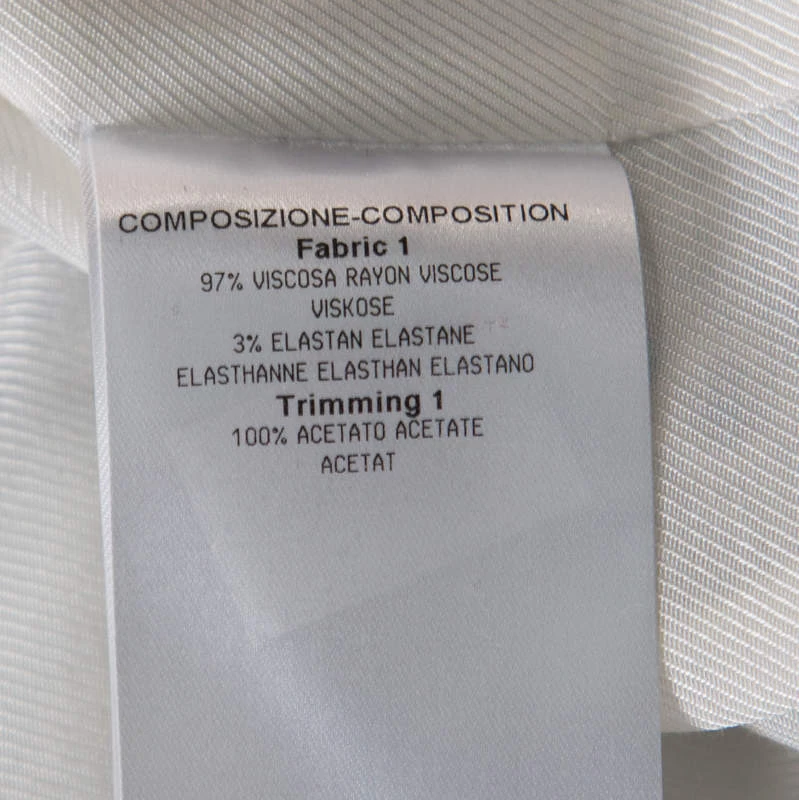 COMPOSIZIONE-COMPOSITION
Fabric 1
97% VISCOSA RAYON VISCOSE
VISKOSE
3% ELASTAN ELASTANE
ELASTHANNE ELASTHAN ELASTANO
Trimming 1
100% ACETATO ACETATE
ACETAT